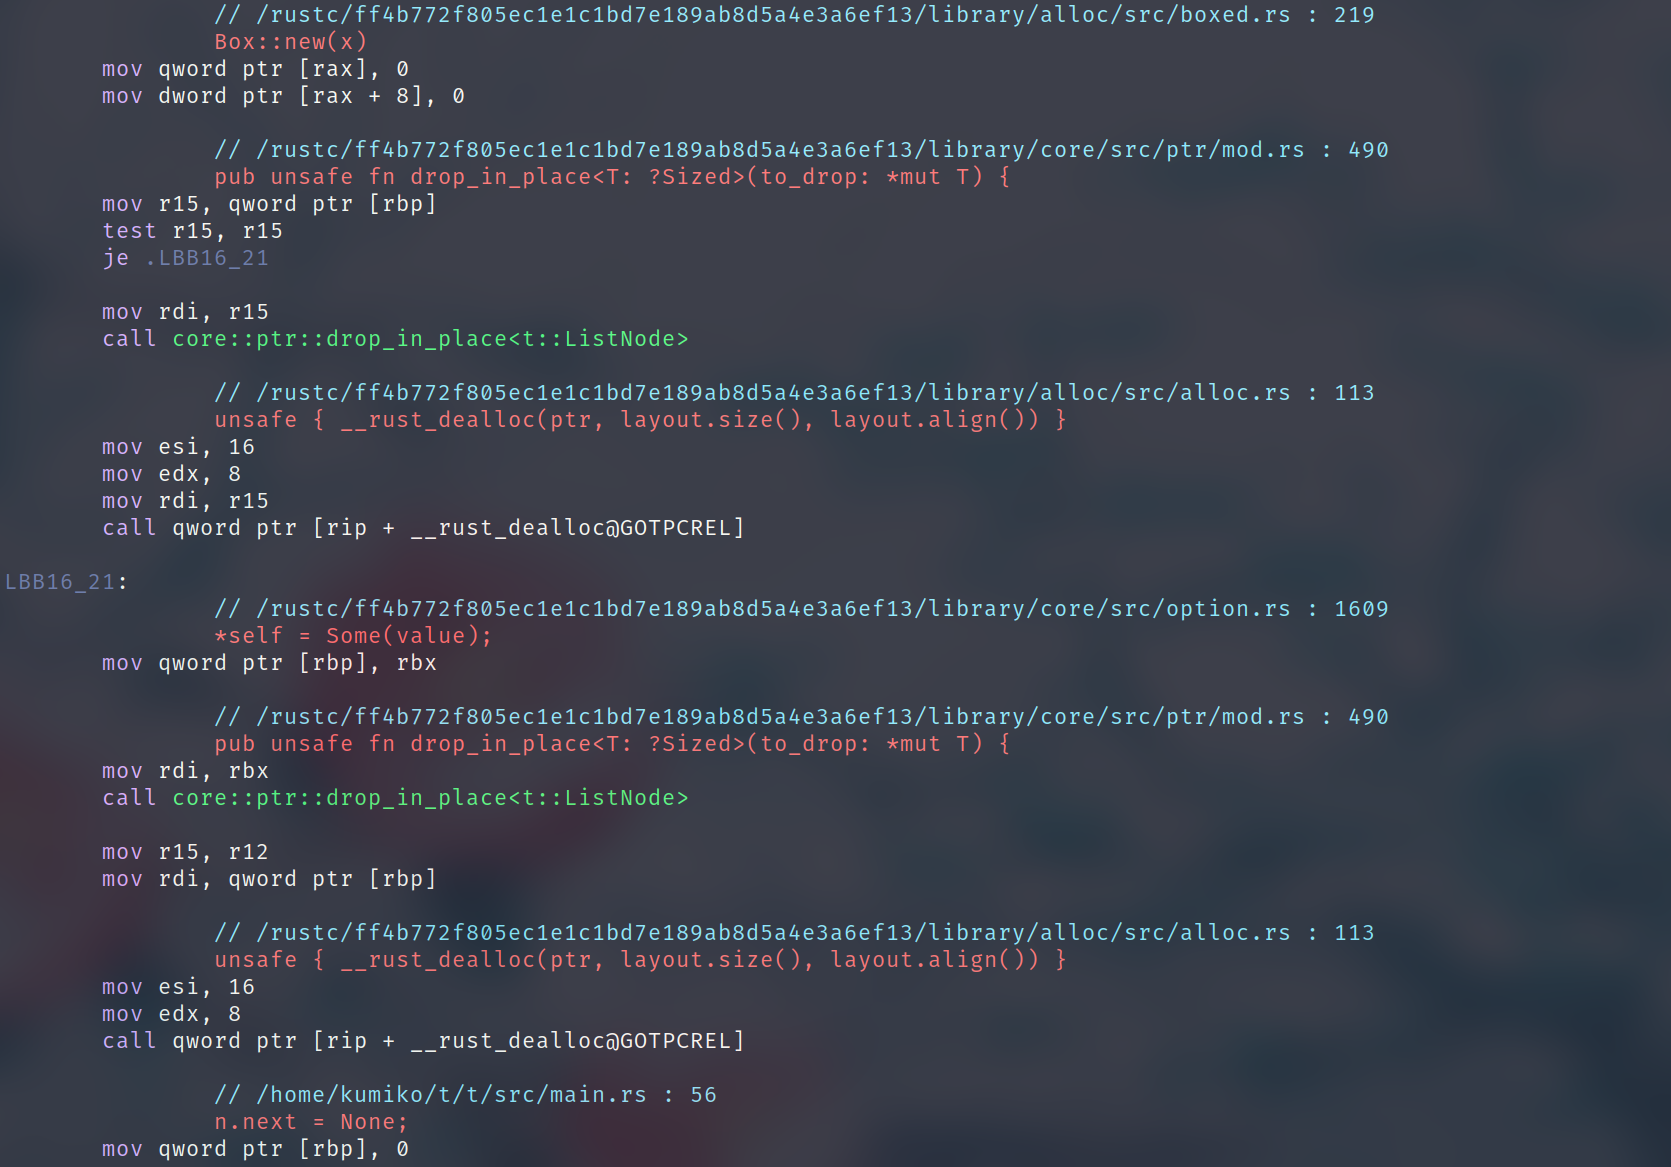 // /rustc/ff4b772f805ec1e1c1bd7e189ab8d5a4e3a6ef13/library/alloc/src/boxed.rs : 219
Box::new(x)
mov qword ptr [rax], 0
mov dword ptr [rax + 8], 0
// /rustc/ff4b772f805ec1e1c1bd7e189ab8d5a4e3a6ef13/library/core/src/ptr/mod.rs : 490
pub unsafe fn drop_in_place<T: ?Sized>(to_drop: *mut T) {
mov r15, qword ptr [rbp]
test r15, r15
je .LBB16_21
mov rdi, r15
call core::ptr::drop_in_place<t::ListNode>
// /rustc/ff4b772f805ec1e1c1bd7e189ab8d5a4e3a6ef13/library/alloc/src/alloc.rs : 113
unsafe { __rust_dealloc(ptr, layout.size(), layout.align()) }
mov esi, 16
mov edx, 8
mov rdi, r15
call qword ptr [rip + __rust_dealloc@GOTPCREL]
LBB16_21:
// /rustc/ff4b772f805ec1e1c1bd7e189ab8d5a4e3a6ef13/library/core/src/option.rs : 1609
*self = Some(value);
mov qword ptr [rbp], rbx
// /rustc/ff4b772f805ec1e1c1bd7e189ab8d5a4e3a6ef13/library/core/src/ptr/mod.rs : 490
pub unsafe fn drop_in_place<T: ?Sized>(to_drop: *mut T) {
mov rdi, rbx
call core::ptr::drop_in_place<t::ListNode>
mov r15, r12
mov rdi, qword ptr [rbp]
// /rustc/ff4b772f805ec1e1c1bd7e189ab8d5a4e3a6ef13/library/alloc/src/alloc.rs : 113
unsafe { __rust_dealloc(ptr, layout.size(), layout.align()) }
mov esi, 16
mov edx, 8
call qword ptr [rip + __rust_dealloc@GOTPCREL]
// /home/kumiko/t/t/src/main.rs : 56
n.next = None;
mov qword ptr [rbp], 0